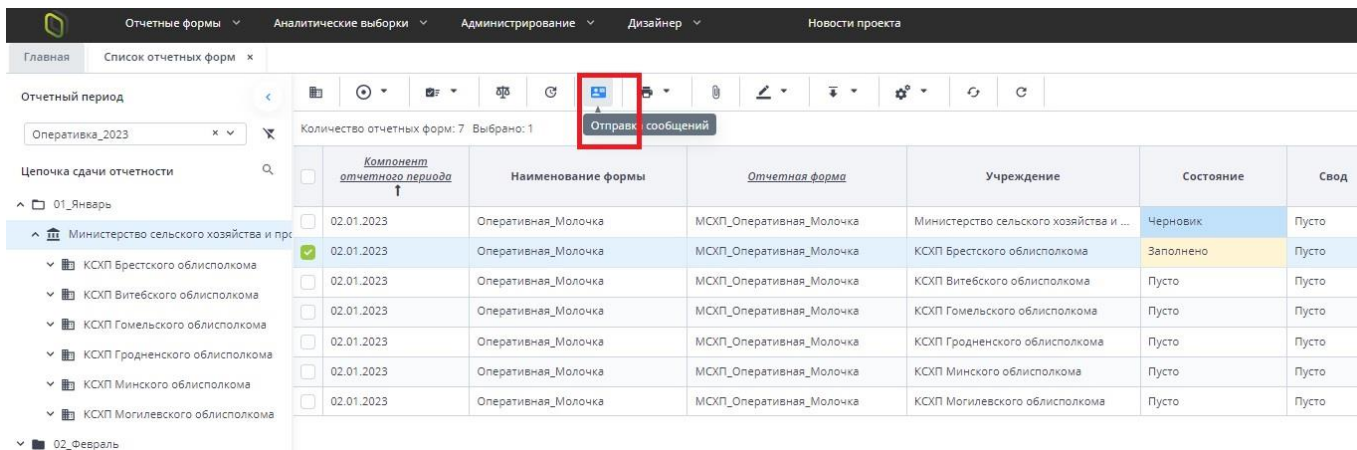 Отчетные формы Аналитические выборки Администрирование Дизайнер Новости проекта
Главная Список отчетных форм ×
Отчетный период
Оперативка_2023 ×
Цепочка сдачи отчетности
01_Январь
Министерство сельского хозяйства и про
КСХП Брестского облисполкома
КСХП Витебского облисполкома
КСХП Гомельского облисполкома
КСХП Гродненского облисполкома
КСХП Минского облисполкома
КСХП Могилевского облисполкома
02_Февраль
Количество отчетных форм: 7 Выбрано: 1
Отправка сообщений
Компонент отчетного периода Наименование формы Отчетная форма Учреждение Состояние Свод
02.01.2023 Оперативная_Молочка МСХП_Оперативная_Молочка Министерство сельского хозяйства и ... Черновик Пусто
02.01.2023 Оперативная_Молочка МСХП_Оперативная_Молочка КСХП Брестского облисполкома Заполнено Пусто
02.01.2023 Оперативная_Молочка МСХП_Оперативная_Молочка КСХП Витебского облисполкома Пусто Пусто
02.01.2023 Оперативная_Молочка МСХП_Оперативная_Молочка КСХП Гомельского облисполкома Пусто Пусто
02.01.2023 Оперативная_Молочка МСХП_Оперативная_Молочка КСХП Гродненского облисполкома Пусто Пусто
02.01.2023 Оперативная_Молочка МСХП_Оперативная_Молочка КСХП Минского облисполкома Пусто Пусто
02.01.2023 Оперативная_Молочка МСХП_Оперативная_Молочка КСХП Могилевского облисполкома Пусто Пусто